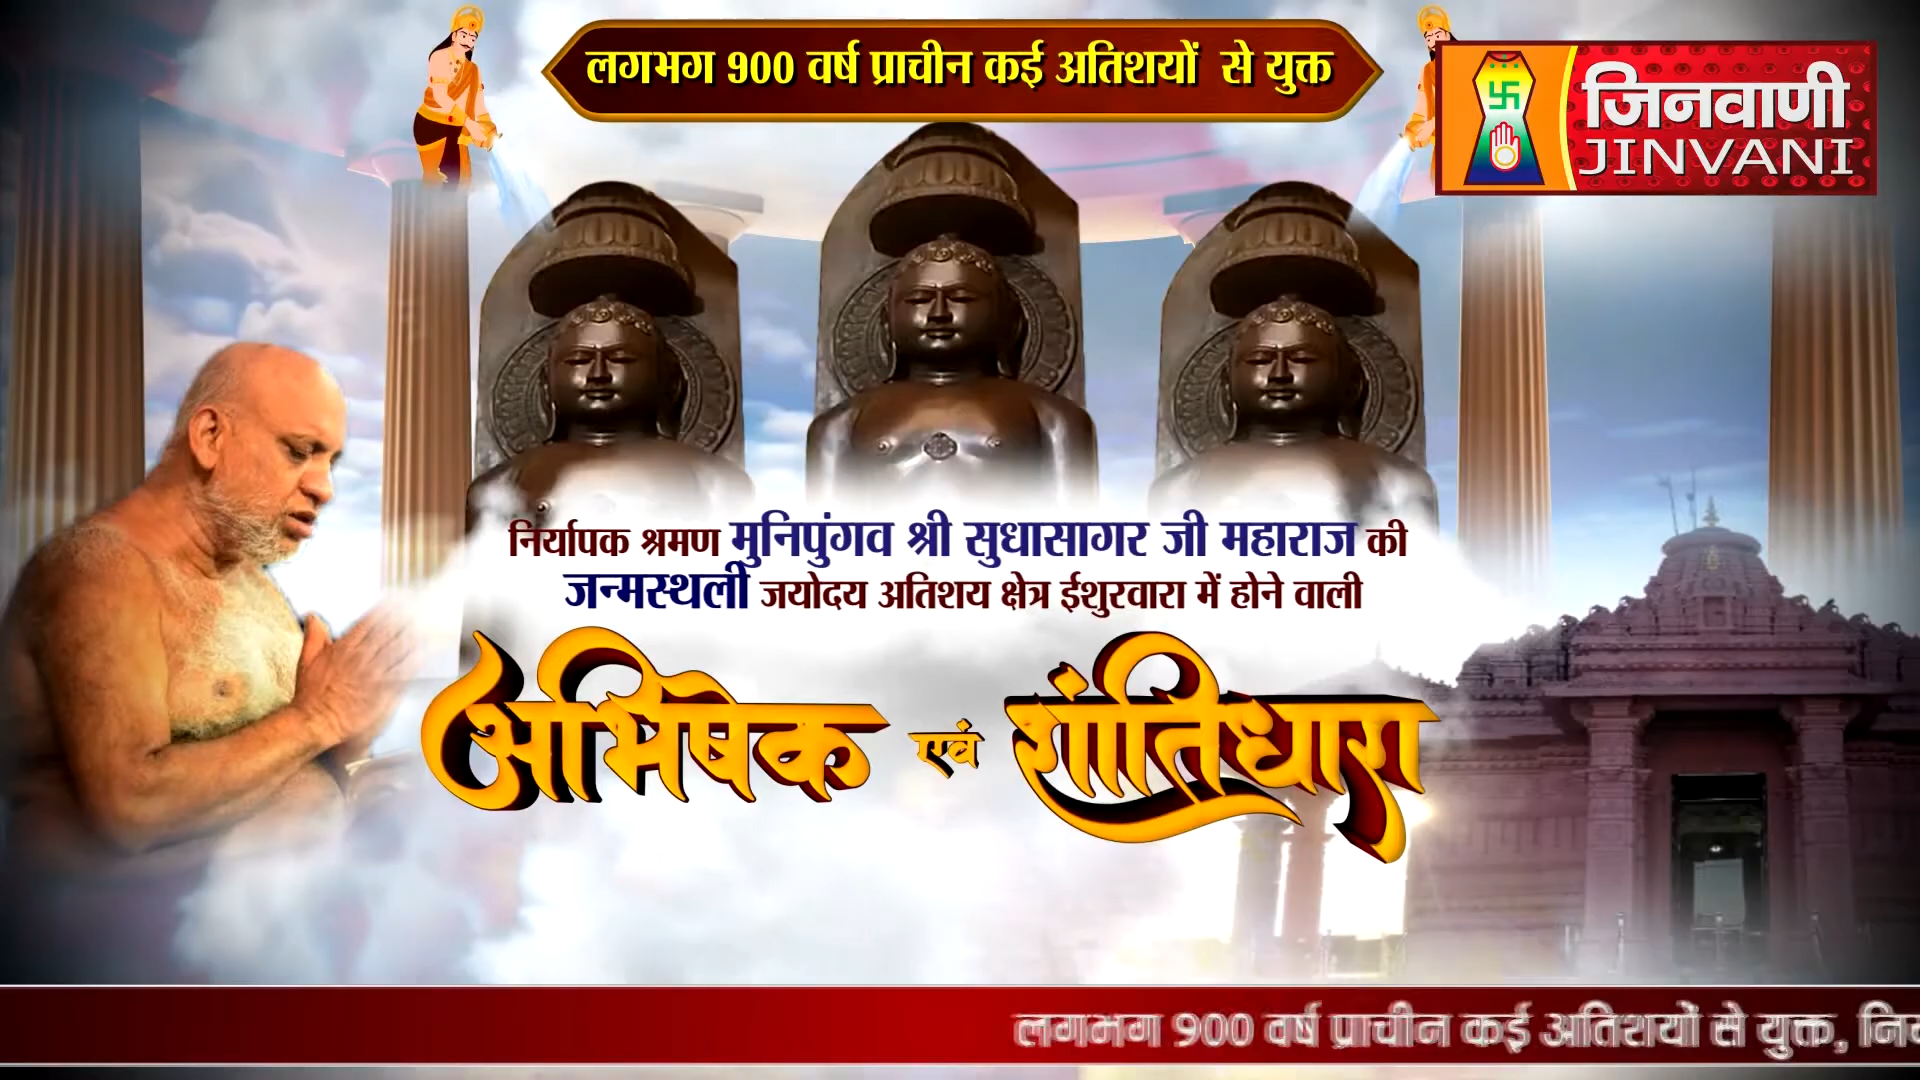 लगभग 900 वर्ष प्राचीन कई अतिशयों से युक्त
जिनवाणी
JINVANI
निर्यापक श्रमण मुनिपुंगव श्री सुधासागर जी महाराज की
जन्मस्थली जयोदय अतिशय क्षेत्र ईशुरवारा में होने वाली
अभिषेक एवं शांतिधारा
लगभग 900 वर्ष प्राचीन कई अतिशयों से युक्त,